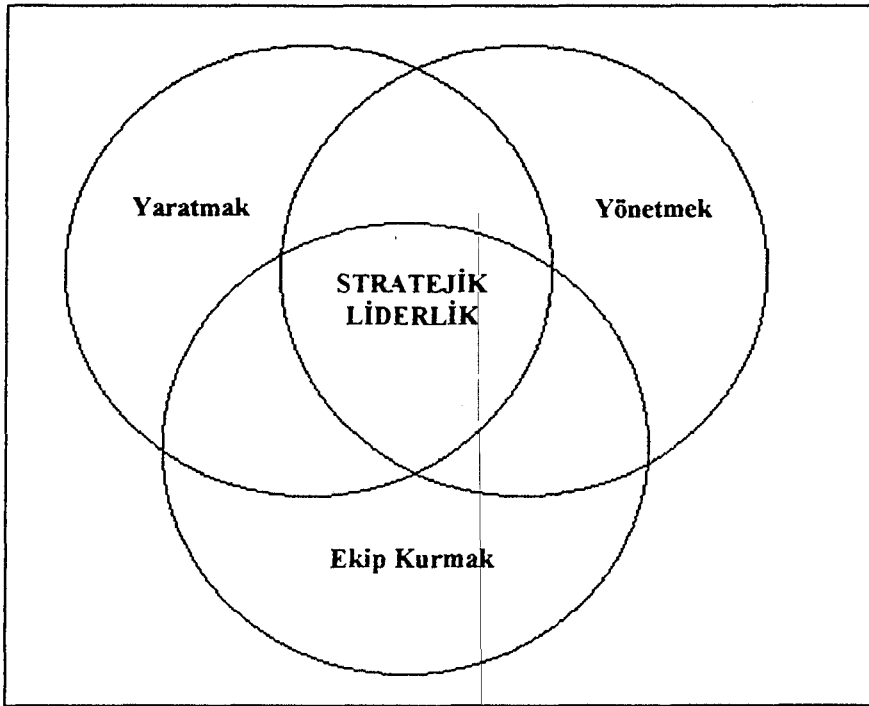 Yaratmak
Yönetmek
STRATEJİK
LİDERLİK
Ekip Kurmak